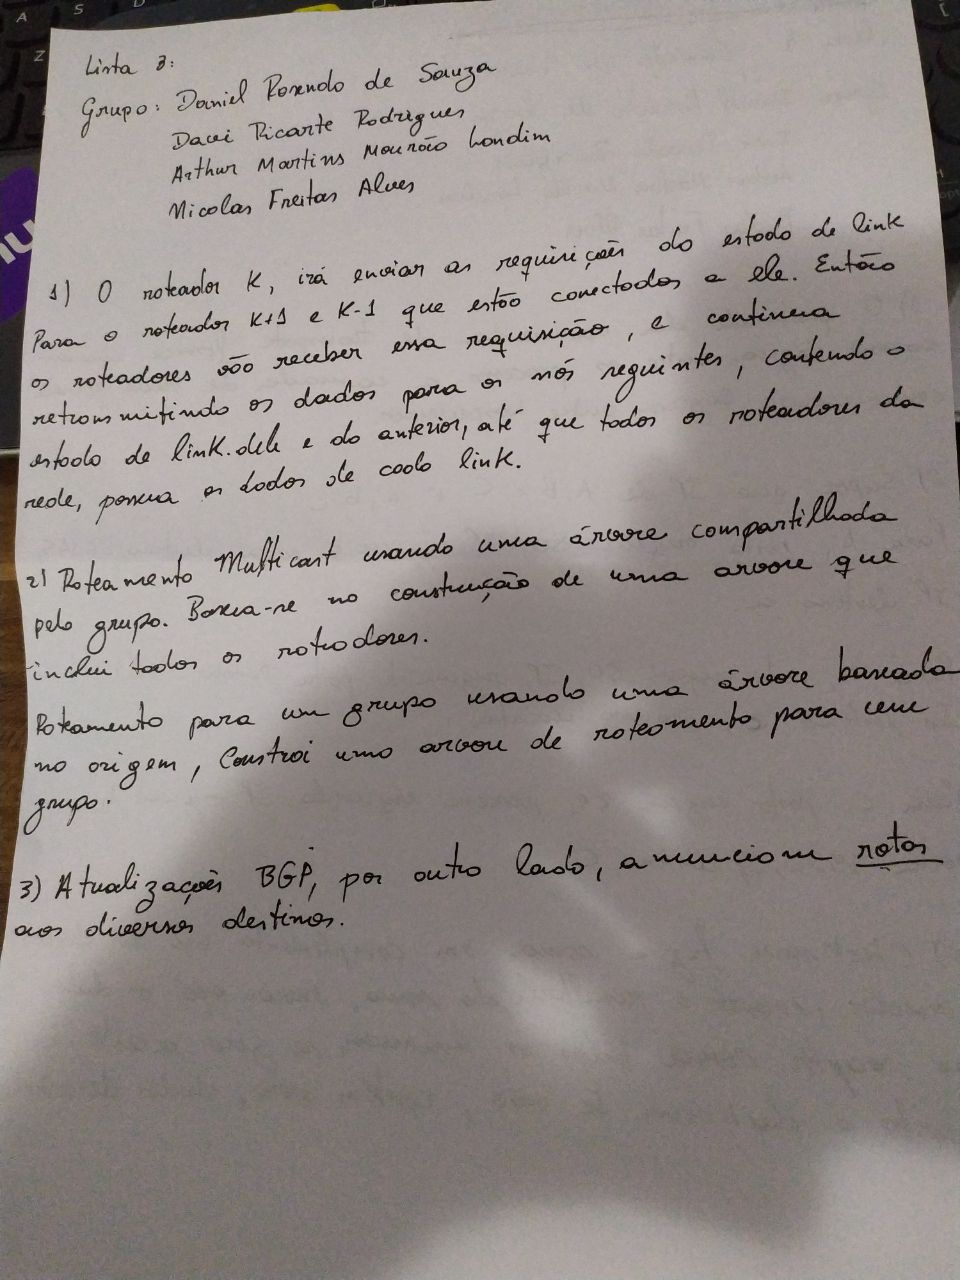 Lista 3:
Grupo: Daniel Rosendo de Souza
Davi Ricarte Rodrigues
Arthur Martins Mourão Londim
Nicolas Freitas Alves
1) O roteador K, irá enviar as requisições do estado de link
Para o roteador K+1 e K-1 que estão conectados a ele. Então
os roteadores vão receber essa requisição, e continua
retransmitindo os dados para os nós seguintes, contendo o
estado de link dele e do anterior, até que todos os roteadores da
rede, possua os dados de cada link.
2) Roteamento Multicast usando uma árvore compartilhada
pelo grupo. Baseia-se na construção de uma arvore que
inclui todos os roteadores.
Roteamento para um grupo usando uma árvore baseada
na origem, Constroi uma arvore de roteamento para cem
grupo.
3) Atualizações BGP, por outro lado, anunciam rotas
aos diversos destinos.
nu